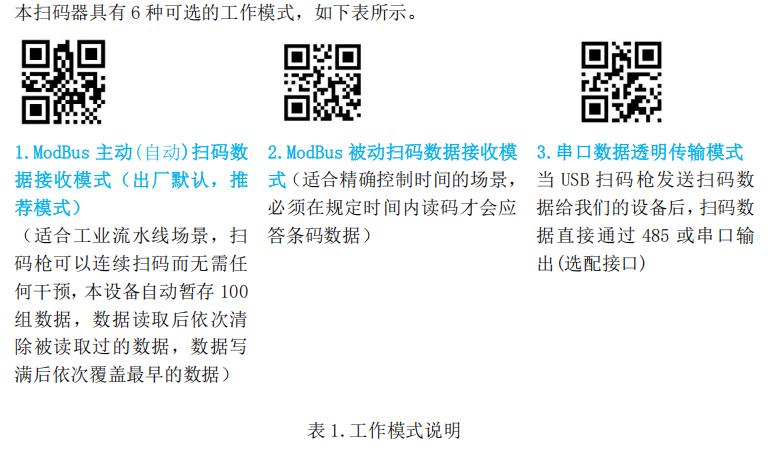 本扫码器具有 6 种可选的工作模式，如下表所示。
1.ModBus 主动(自动)扫码数
据接收模式（出厂默认，推
荐模式）
（适合工业流水线场景，扫
码枪可以连续扫码而无需任
何干预，本设备自动暂存 100
组数据，数据读取后依次清
除被读取过的数据，数据写
满后依次覆盖最早的数据）
2.ModBus 被动扫码数据接收模
式（适合精确控制时间的场景，
必须在规定时间内读码才会应
答条码数据）
3.串口数据透明传输模式
当 USB 扫码枪发送扫码数
据给我们的设备后，扫码数
据直接通过 485 或串口输
出(选配接口)
表 1.工作模式说明